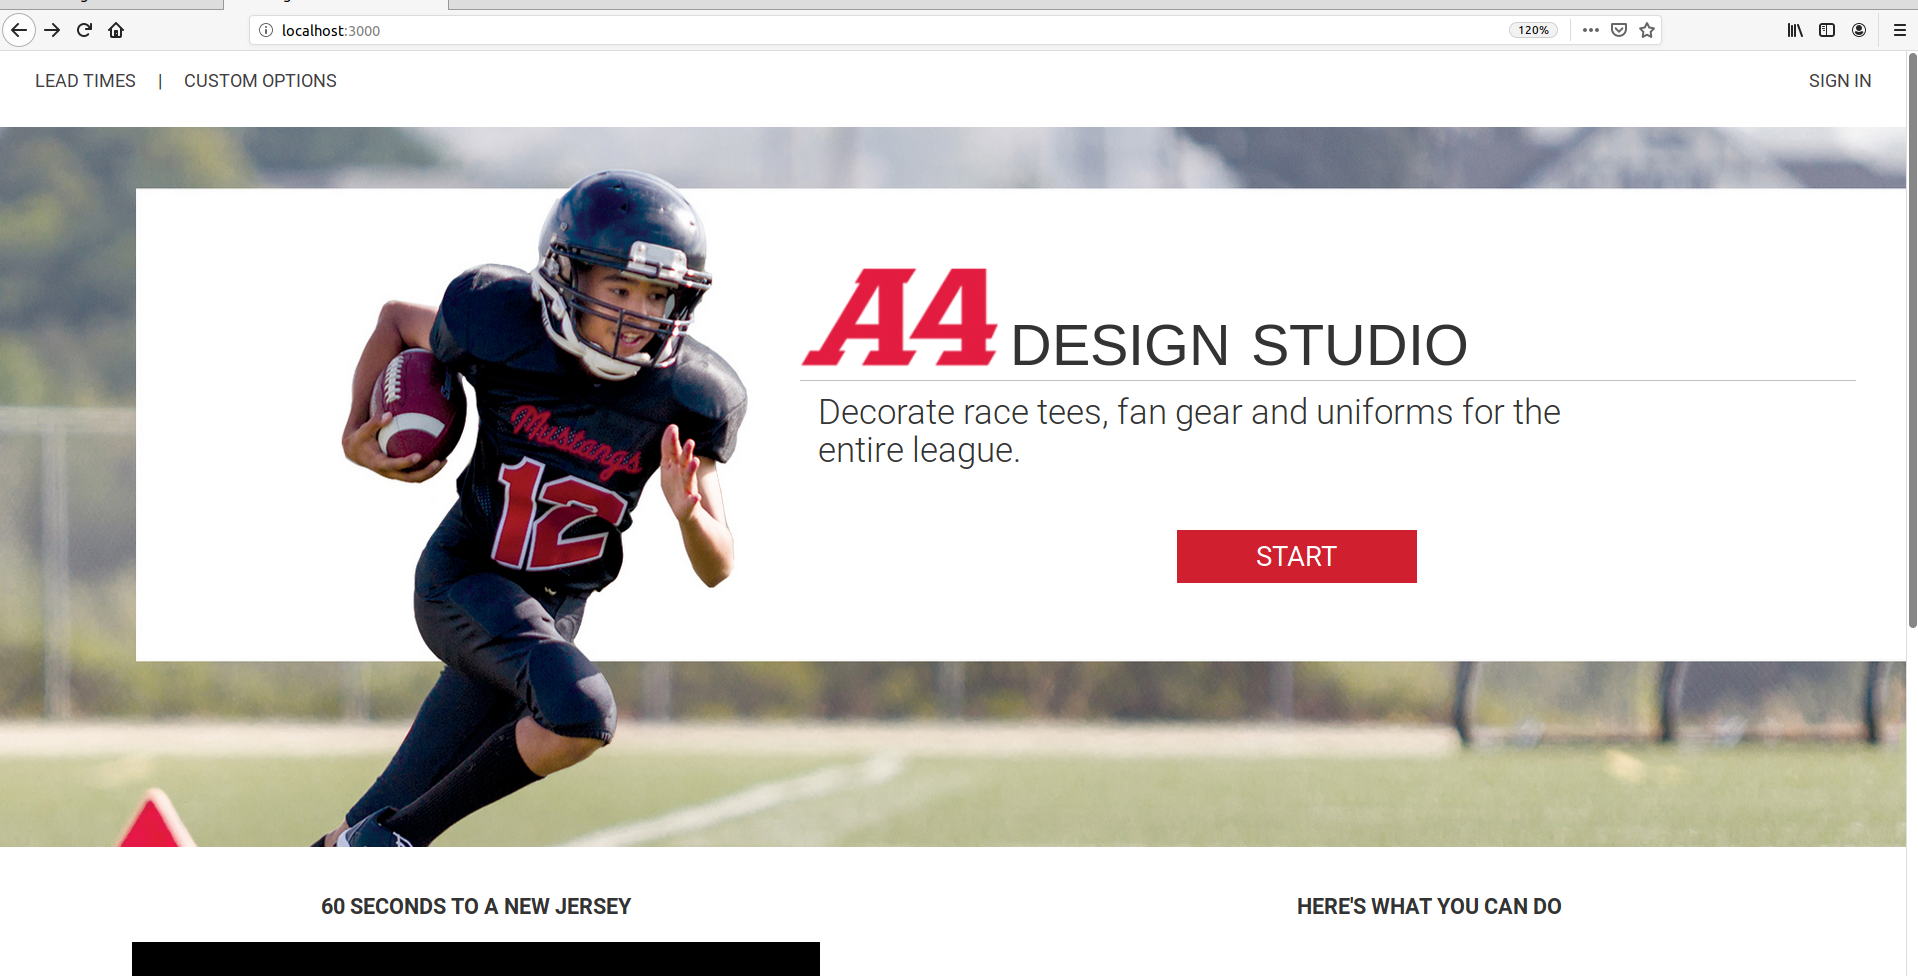 localhost:3000
120%
LEAD TIMES | CUSTOM OPTIONS
SIGN IN
A4 DESIGN STUDIO
Decorate race tees, fan gear and uniforms for the
entire league.
START
Mustangs
12
60 SECONDS TO A NEW JERSEY
HERE'S WHAT YOU CAN DO